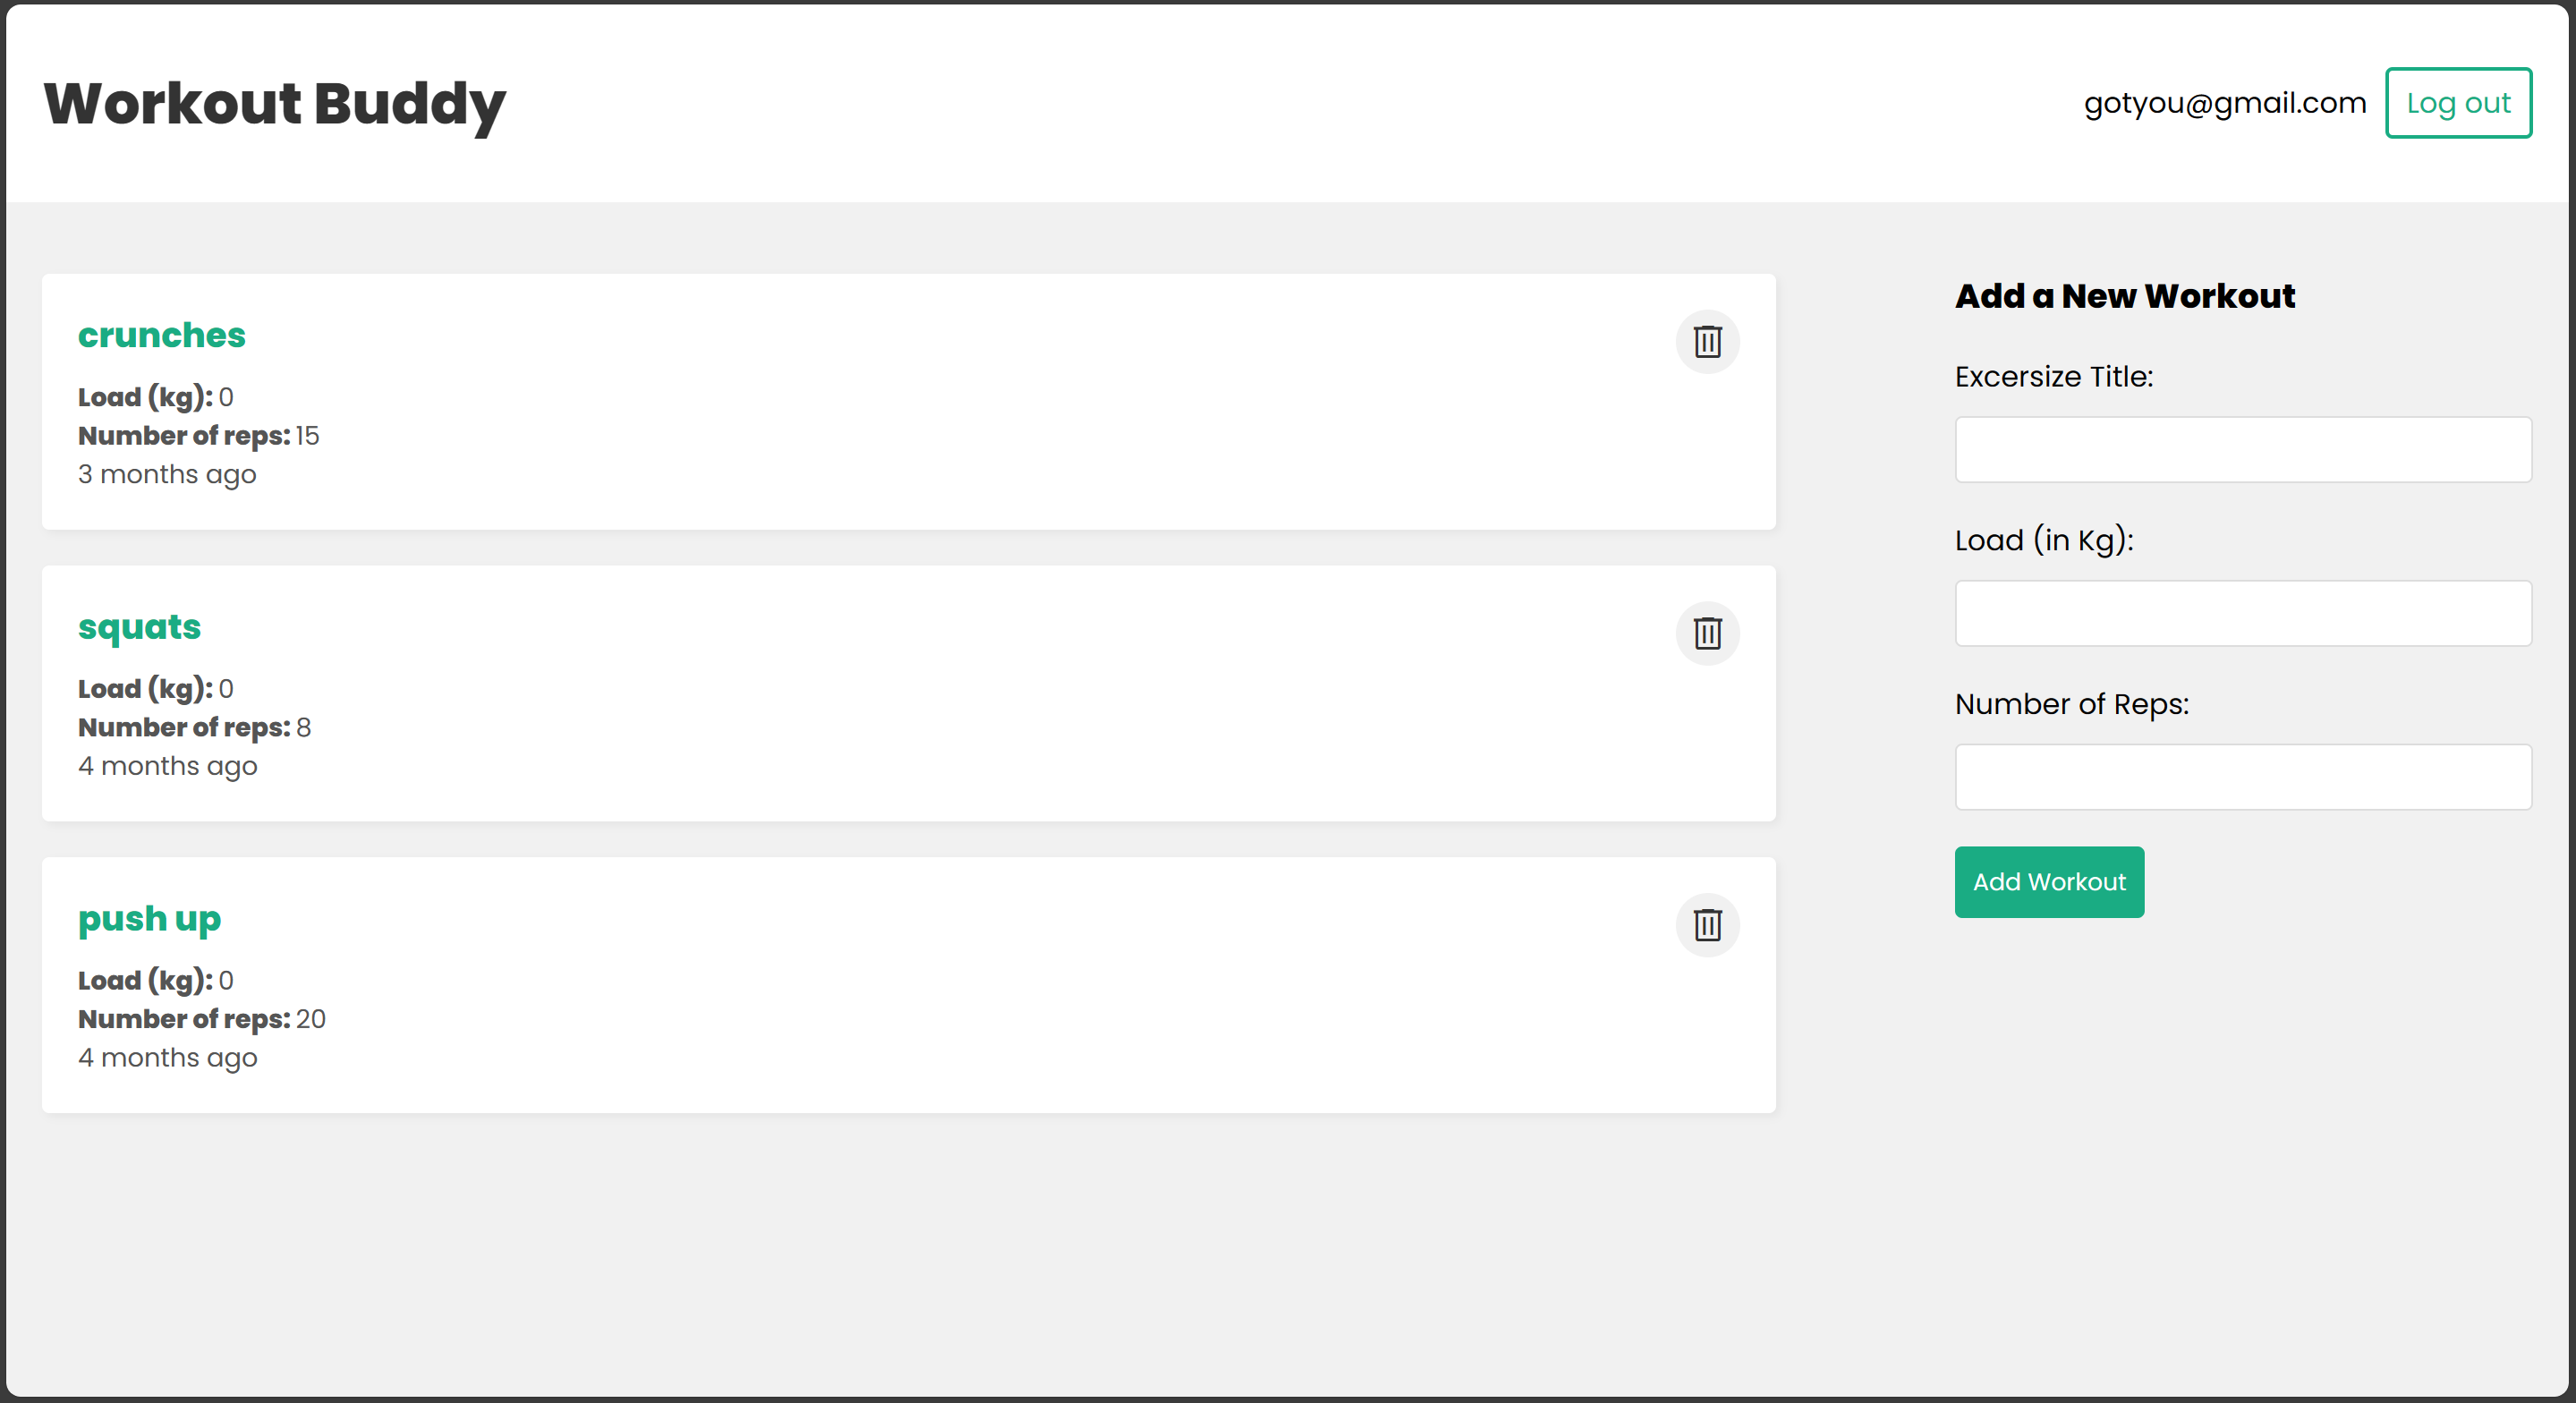 Workout Buddy
gotyou@gmail.com
Log out
crunches
Load (kg): 0
Number of reps: 15
3 months ago
squats
Load (kg): 0
Number of reps: 8
4 months ago
push up
Load (kg): 0
Number of reps: 20
4 months ago
Add a New Workout
Excersize Title:
Load (in Kg):
Number of Reps:
Add Workout